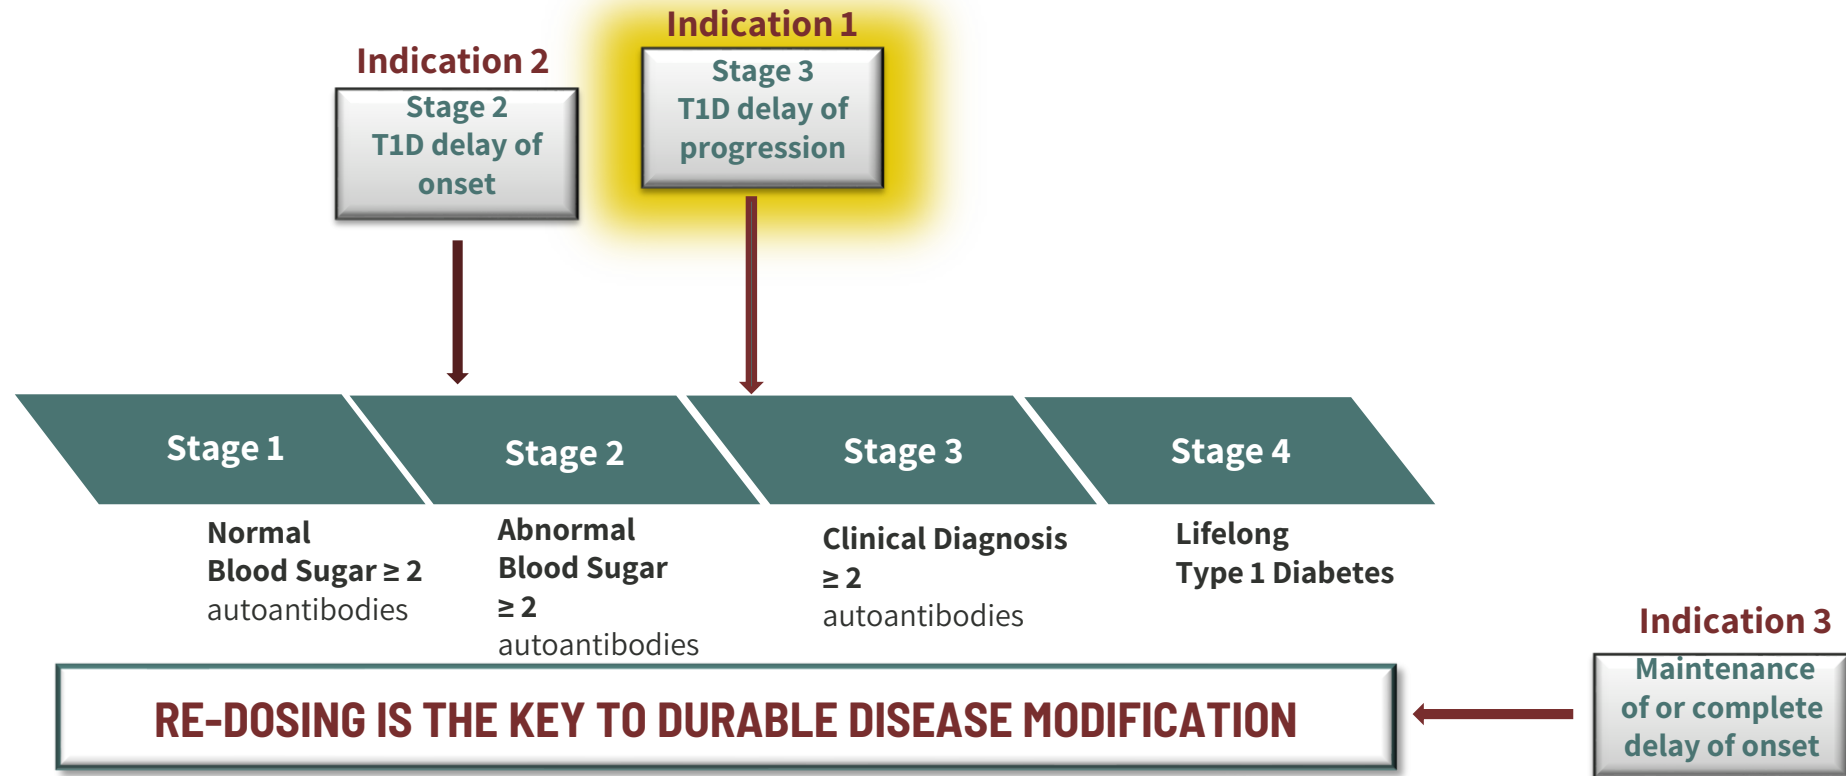 Indication 1
Stage 3
T1D delay of
progression
Indication 2
Stage 2
T1D delay of
onset
Stage 1
Stage 2
Stage 3
Stage 4
Normal
Blood Sugar ≥ 2
autoantibodies
Abnormal
Blood Sugar
≥ 2
autoantibodies
Clinical Diagnosis
≥ 2
autoantibodies
Lifelong
Type 1 Diabetes
Indication 3
Maintenance
of or complete
delay of onset
RE-DOSING IS THE KEY TO DURABLE DISEASE MODIFICATION